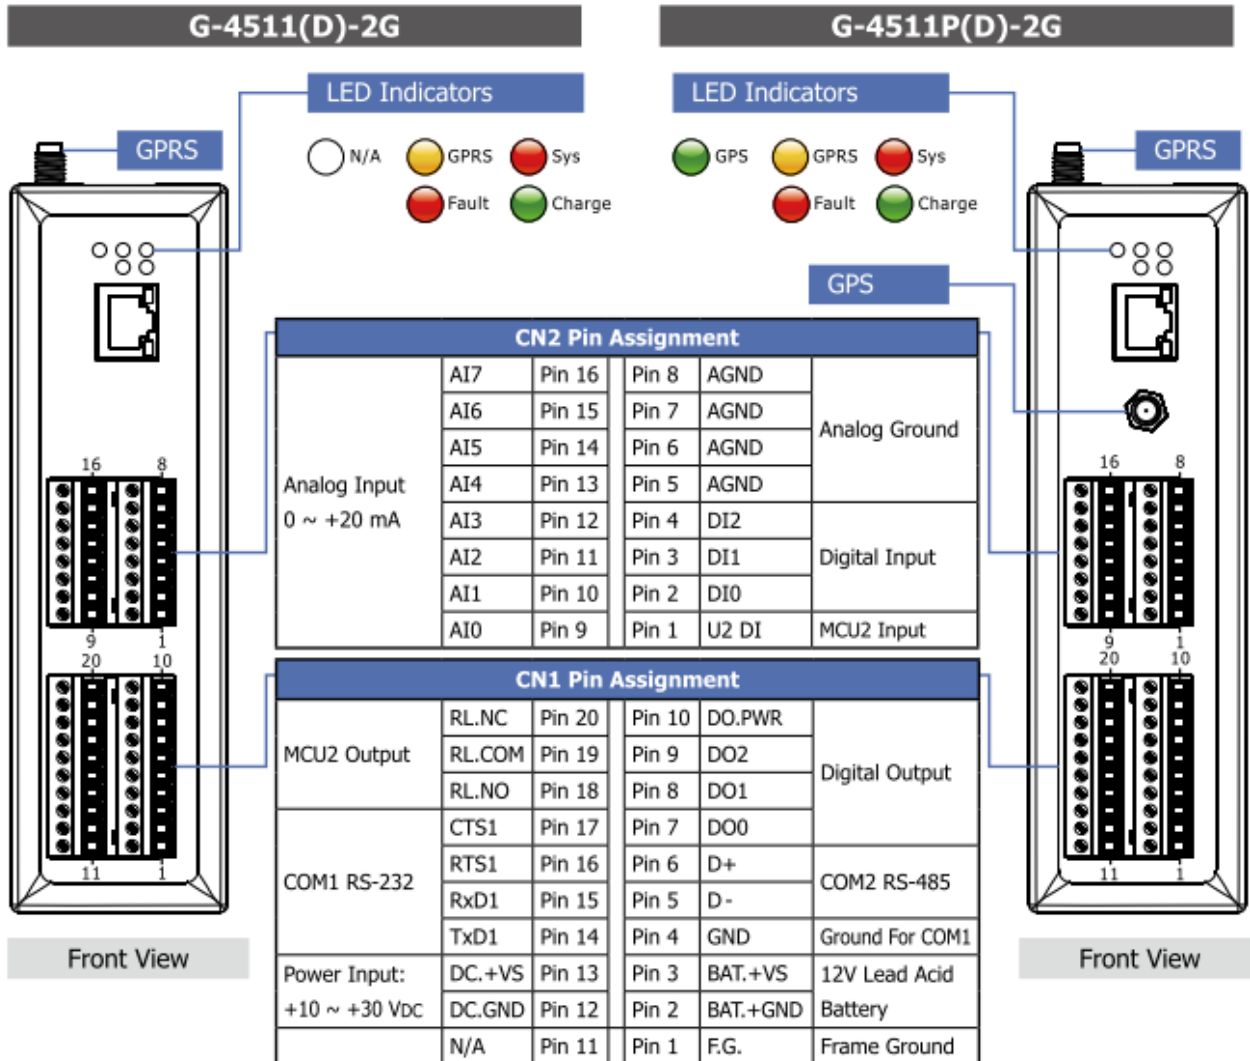 G-4511(D)-2G
G-4511P(D)-2G
LED Indicators
LED Indicators
GPRS
GPRS
N/A GPRS Sys
Fault Charge
GPS GPRS Sys
Fault Charge
GPS
CN2 Pin Assignment
AI7 Pin 16 Pin 8 AGND
AI6 Pin 15 Pin 7 AGND
Analog Ground
AI5 Pin 14 Pin 6 AGND
Analog Input AI4 Pin 13 Pin 5 AGND
0 ~ +20 mA AI3 Pin 12 Pin 4 DI2
AI2 Pin 11 Pin 3 DI1 Digital Input
AI1 Pin 10 Pin 2 DI0
AI0 Pin 9 Pin 1 U2 DI MCU2 Input
16 8
9 1
20 10
11 1
16 8
9 1
20 10
11 1
CN1 Pin Assignment
RL.NC Pin 20 Pin 10 DO.PWR
MCU2 Output RL.COM Pin 19 Pin 9 DO2
Digital Output
RL.NO Pin 18 Pin 8 DO1
CTS1 Pin 17 Pin 7 DO0
RTS1 Pin 16 Pin 6 D+
COM1 RS-232
COM2 RS-485
RxD1 Pin 15 Pin 5 D-
TxD1 Pin 14 Pin 4 GND Ground For COM1
Power Input: DC.+VS Pin 13 Pin 3 BAT.+VS 12V Lead Acid
+10 ~ +30 VDC DC.GND Pin 12 Pin 2 BAT.+GND Battery
N/A Pin 11 Pin 1 F.G. Frame Ground
Front View
Front View